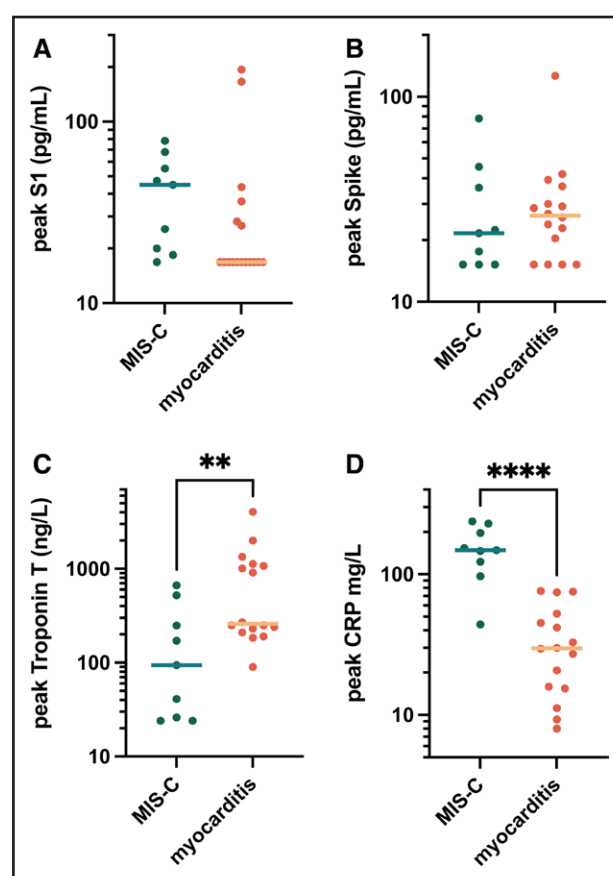 A
peak S1 (pg/mL)
100
10
MIS-C
myocarditis
B
peak Spike (pg/mL)
100
10
MIS-C
myocarditis
C
**
peak Troponin T (ng/L)
1000
100
10
MIS-C
myocarditis
D
****
peak CRP mg/L
100
10
MIS-C
myocarditis